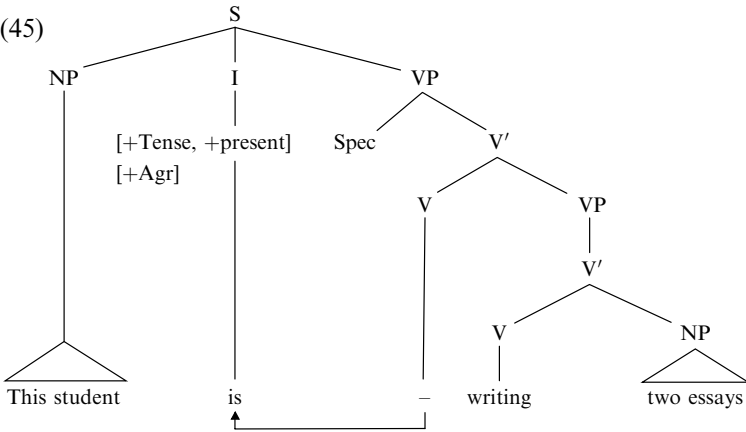 (45)
S
NP I VP
[+Tense, +present] Spec V′
[+Agr]
V VP
V′
V NP
This student is – writing two essays